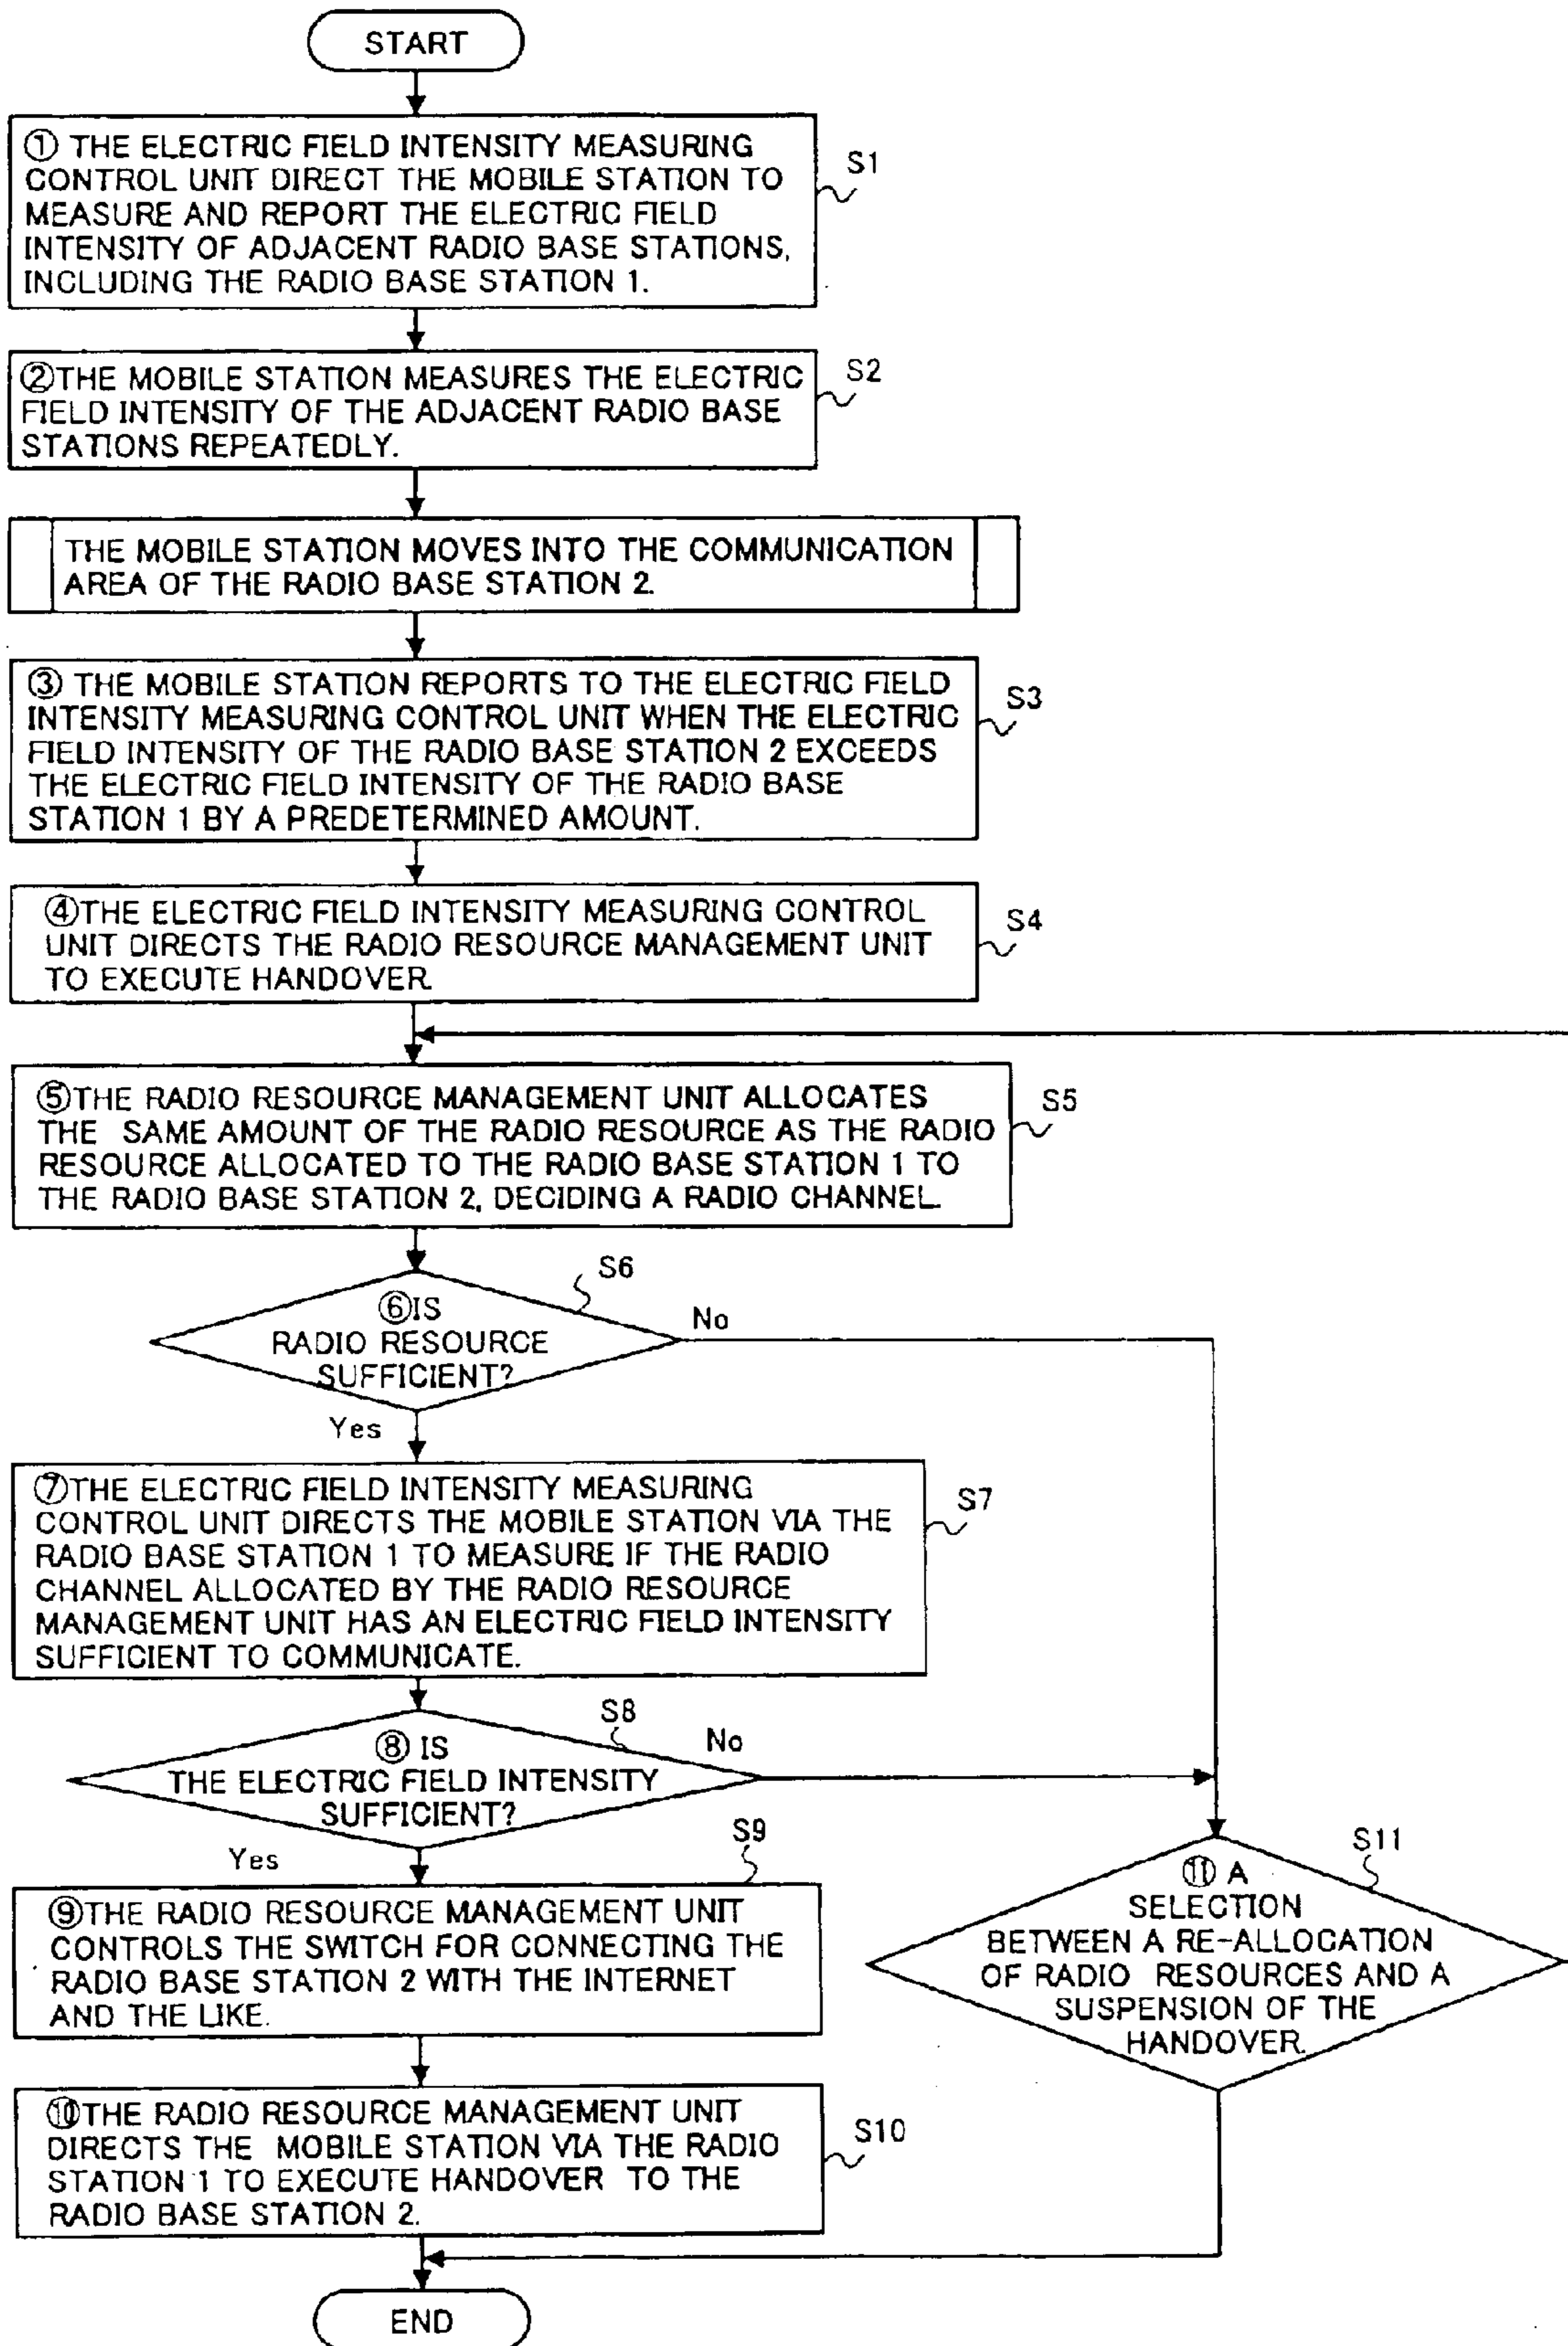 START
① THE ELECTRIC FIELD INTENSITY MEASURING
CONTROL UNIT DIRECT THE MOBILE STATION TO
MEASURE AND REPORT THE ELECTRIC FIELD
INTENSITY OF ADJACENT RADIO BASE STATIONS,
INCLUDING THE RADIO BASE STATION 1.
S1
②THE MOBILE STATION MEASURES THE ELECTRIC
FIELD INTENSITY OF THE ADJACENT RADIO BASE
STATIONS REPEATEDLY.
S2
THE MOBILE STATION MOVES INTO THE COMMUNICATION
AREA OF THE RADIO BASE STATION 2.
③ THE MOBILE STATION REPORTS TO THE ELECTRIC FIELD
INTENSITY MEASURING CONTROL UNIT WHEN THE ELECTRIC
FIELD INTENSITY OF THE RADIO BASE STATION 2 EXCEEDS
THE ELECTRIC FIELD INTENSITY OF THE RADIO BASE
STATION 1 BY A PREDETERMINED AMOUNT.
S3
④THE ELECTRIC FIELD INTENSITY MEASURING CONTROL
UNIT DIRECTS THE RADIO RESOURCE MANAGEMENT UNIT
TO EXECUTE HANDOVER.
S4
⑤THE RADIO RESOURCE MANAGEMENT UNIT ALLOCATES
THE SAME AMOUNT OF THE RADIO RESOURCE AS THE RADIO
RESOURCE ALLOCATED TO THE RADIO BASE STATION 1 TO
THE RADIO BASE STATION 2, DECIDING A RADIO CHANNEL.
S5
S6
⑥IS
RADIO RESOURCE
SUFFICIENT?
No
Yes
⑦THE ELECTRIC FIELD INTENSITY MEASURING
CONTROL UNIT DIRECTS THE MOBILE STATION VIA THE
RADIO BASE STATION 1 TO MEASURE IF THE RADIO
CHANNEL ALLOCATED BY THE RADIO RESOURCE
MANAGEMENT UNIT HAS AN ELECTRIC FIELD INTENSITY
SUFFICIENT TO COMMUNICATE.
S7
S8
⑧ IS
THE ELECTRIC FIELD INTENSITY
SUFFICIENT?
No
Yes
S9
⑨THE RADIO RESOURCE MANAGEMENT UNIT
CONTROLS THE SWITCH FOR CONNECTING THE
RADIO BASE STATION 2 WITH THE INTERNET
AND THE LIKE.
S11
⑪ A
SELECTION
BETWEEN A RE-ALLOCATION
OF RADIO RESOURCES AND A
SUSPENSION OF THE
HANDOVER.
⑩THE RADIO RESOURCE MANAGEMENT UNIT
DIRECTS THE MOBILE STATION VIA THE RADIO
STATION 1 TO EXECUTE HANDOVER TO THE
RADIO BASE STATION 2.
S10
END